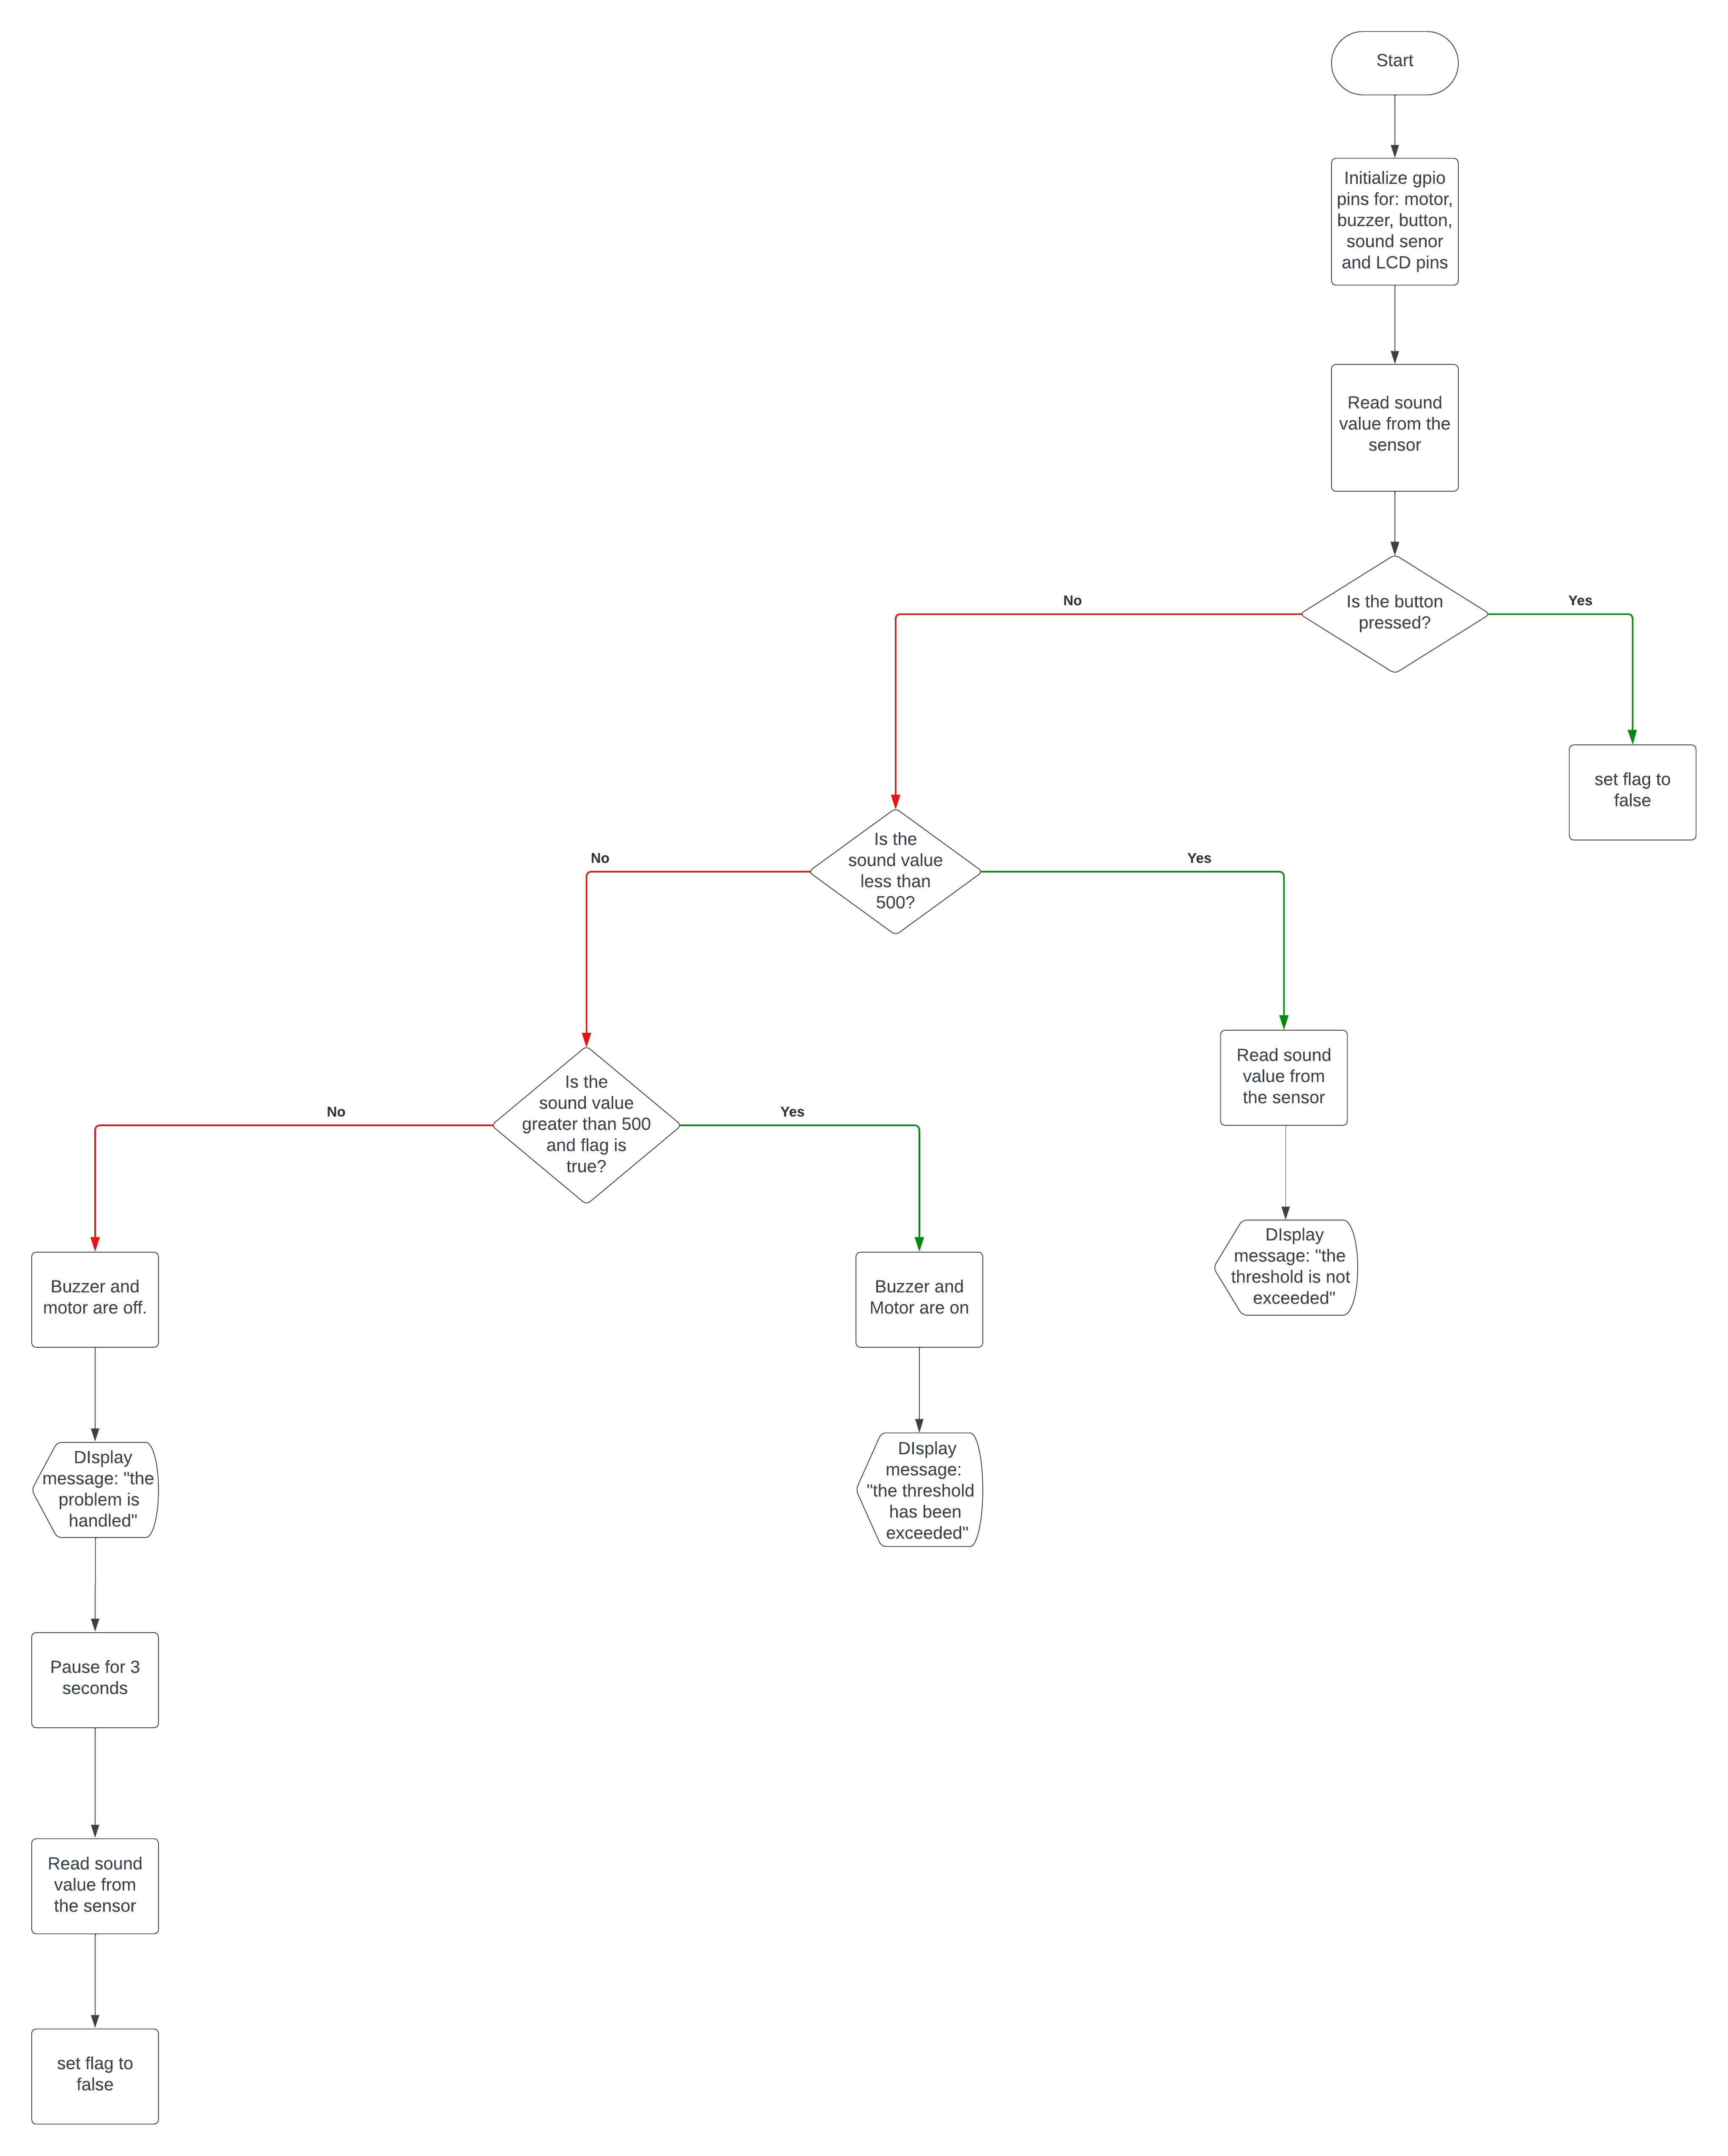 Start
Initialize gpio
pins for: motor,
buzzer, button,
sound senor
and LCD pins
Read sound
value from the
sensor
Is the button
pressed?
No
Yes
set flag to
false
Is the
sound value
less than
500?
No
Yes
Read sound
value from
the sensor
DIsplay
message: "the
threshold is not
exceeded"
Is the
sound value
greater than 500
and flag is
true?
No
Yes
Buzzer and
motor are off.
Buzzer and
Motor are on
DIsplay
message: "the
problem is
handled"
DIsplay
message:
"the threshold
has been
exceeded"
Pause for 3
seconds
Read sound
value from
the sensor
set flag to
false